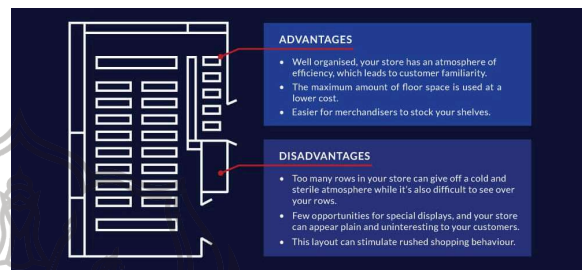 ADVANTAGES
• Well organised, your store has an atmosphere of
efficiency, which leads to customer familiarity.
• The maximum amount of floor space is used at a
lower cost.
• Easier for merchandisers to stock your shelves.
DISADVANTAGES
• Too many rows in your store can give off a cold and
sterile atmosphere while it's also difficult to see over
your rows.
• Few opportunities for special displays, and your store
can appear plain and uninteresting to your customers.
• This layout can stimulate rushed shopping behaviour.